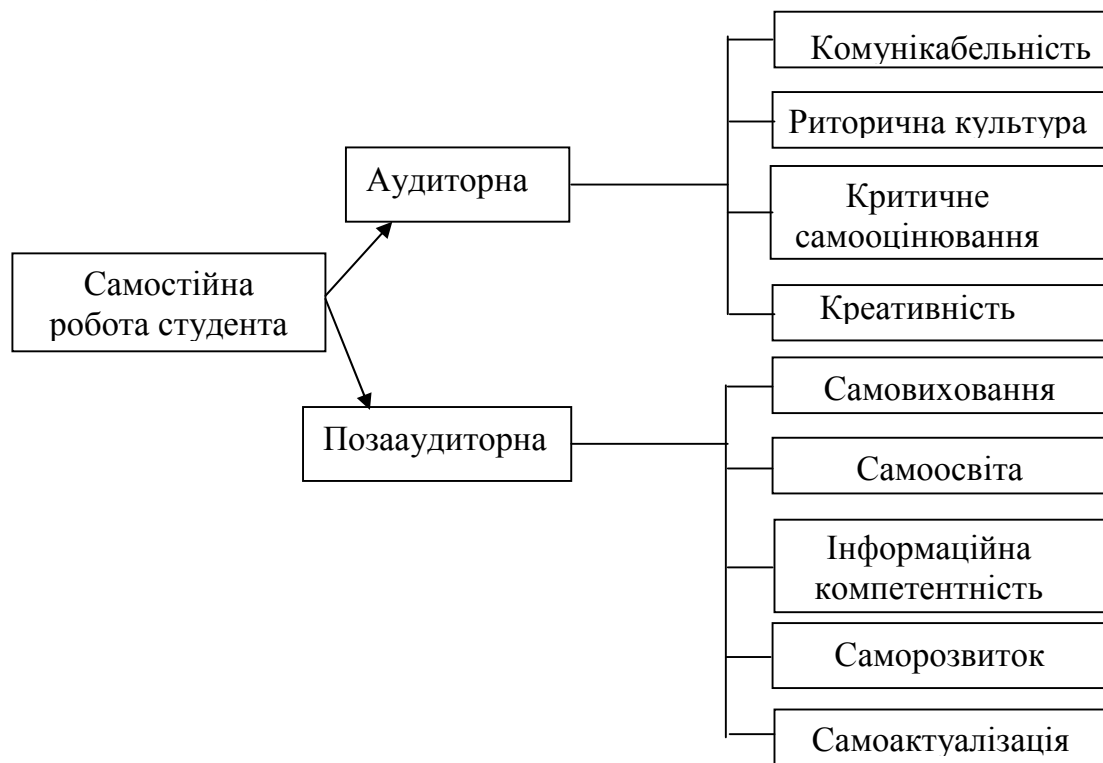 Самостійна
робота студента
Аудиторна
Комунікабельність
Риторична культура
Критичне
самооцінювання
Креативність
Позааудиторна
Самовиховання
Самоосвіта
Інформаційна
компетентність
Саморозвиток
Самоактуалізація